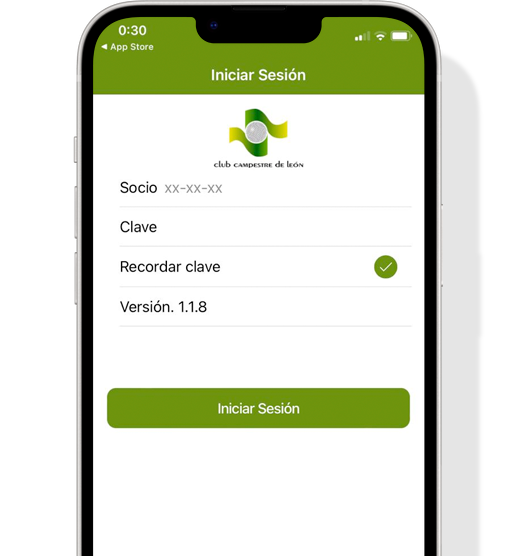 0:30
◀ App Store
Iniciar Sesión
club CAMPESTRE de León
Socio xx-xx-xx
Clave
Recordar clave
Versión. 1.1.8
Iniciar Sesión